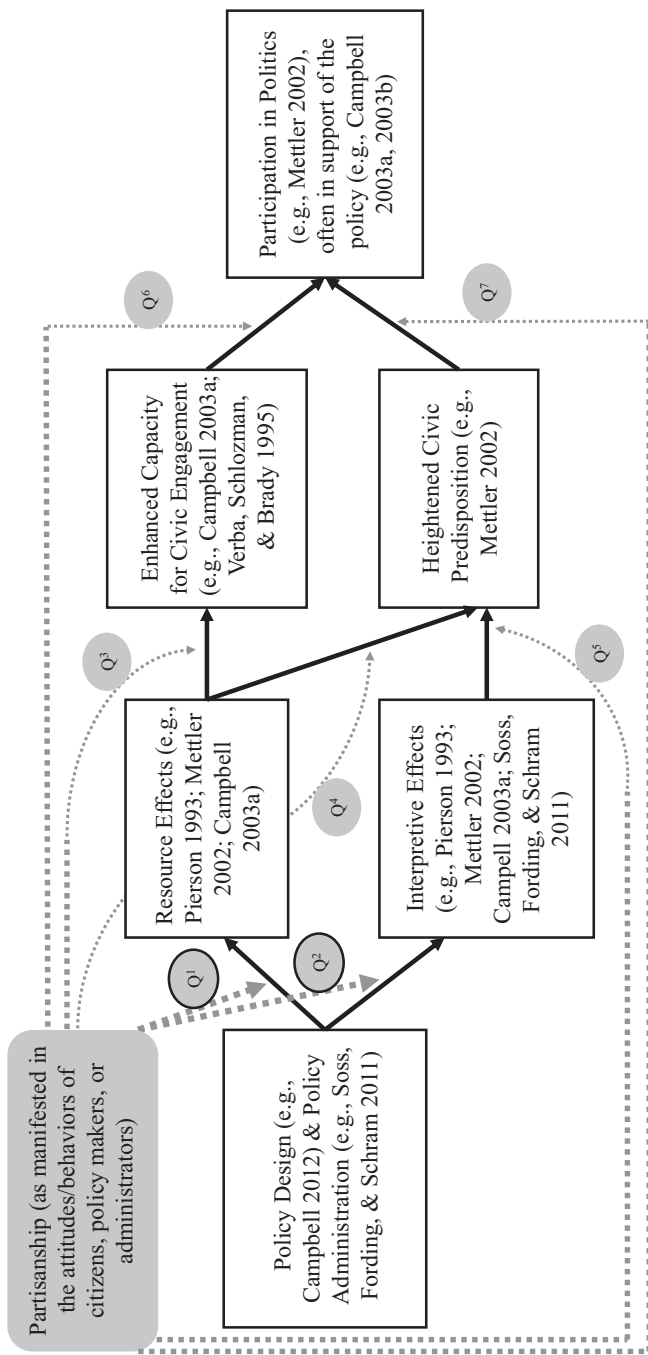 Partisanship (as manifested in
the attitudes/behaviors of
citizens, policy makers, or
administrators)
Policy Design (e.g.,
Campbell 2012) & Policy
Administration (e.g., Soss,
Fording, & Schram 2011)
Q1
Q2
Resource Effects (e.g.,
Pierson 1993; Mettler
2002; Campbell
2003a)
Interpretive Effects
(e.g., Pierson 1993;
Mettler 2002;
Campell 2003a; Soss,
Fording, & Schram
2011)
Q3
Q4
Q5
Enhanced Capacity
for Civic Engagement
(e.g., Campbell 2003a;
Verba, Schlozman,
& Brady 1995)
Heightened Civic
Predisposition (e.g.,
Mettler 2002)
Q6
Q7
Participation in Politics
(e.g., Mettler 2002),
often in support of the
policy (e.g., Campbell
2003a, 2003b)